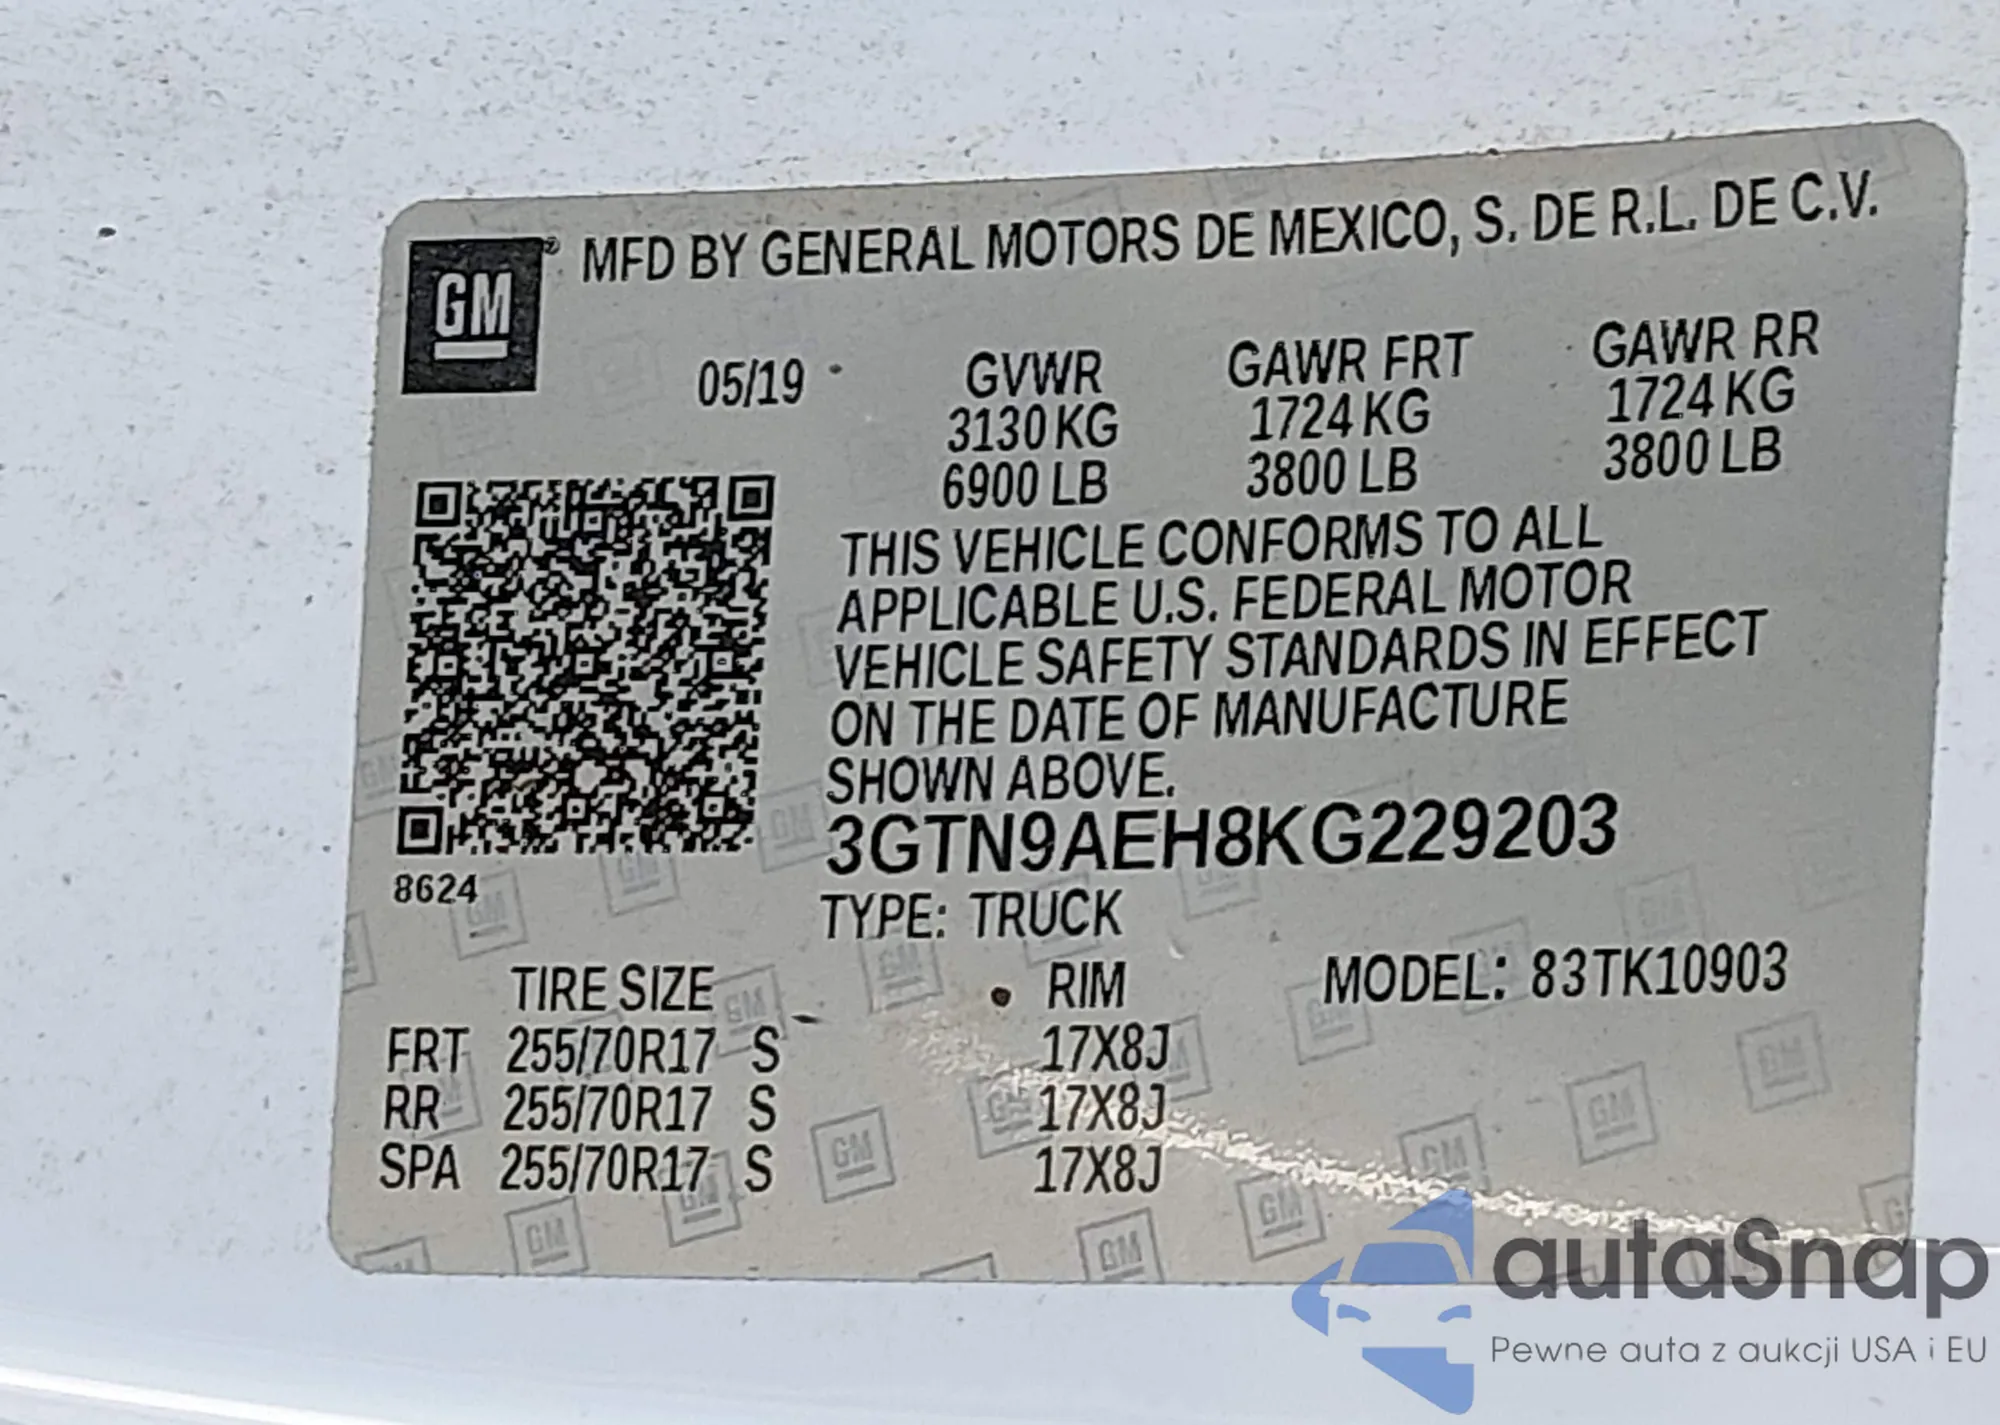 GM ® MFD BY GENERAL MOTORS DE MEXICO, S. DE R.L. DE C.V.
05/19 GVWR GAWR FRT GAWR RR
3130 KG 1724 KG 1724 KG
6900 LB 3800 LB 3800 LB
THIS VEHICLE CONFORMS TO ALL
APPLICABLE U.S. FEDERAL MOTOR
VEHICLE SAFETY STANDARDS IN EFFECT
ON THE DATE OF MANUFACTURE
SHOWN ABOVE.
3GTN9AEH8KG229203
8624
TYPE: TRUCK
TIRE SIZE RIM MODEL: 83TK10903
FRT 255/70R17 S 17X8J
RR 255/70R17 S 17X8J
SPA 255/70R17 S 17X8J
autaSnap
Pewne auta z aukcji USA i EU